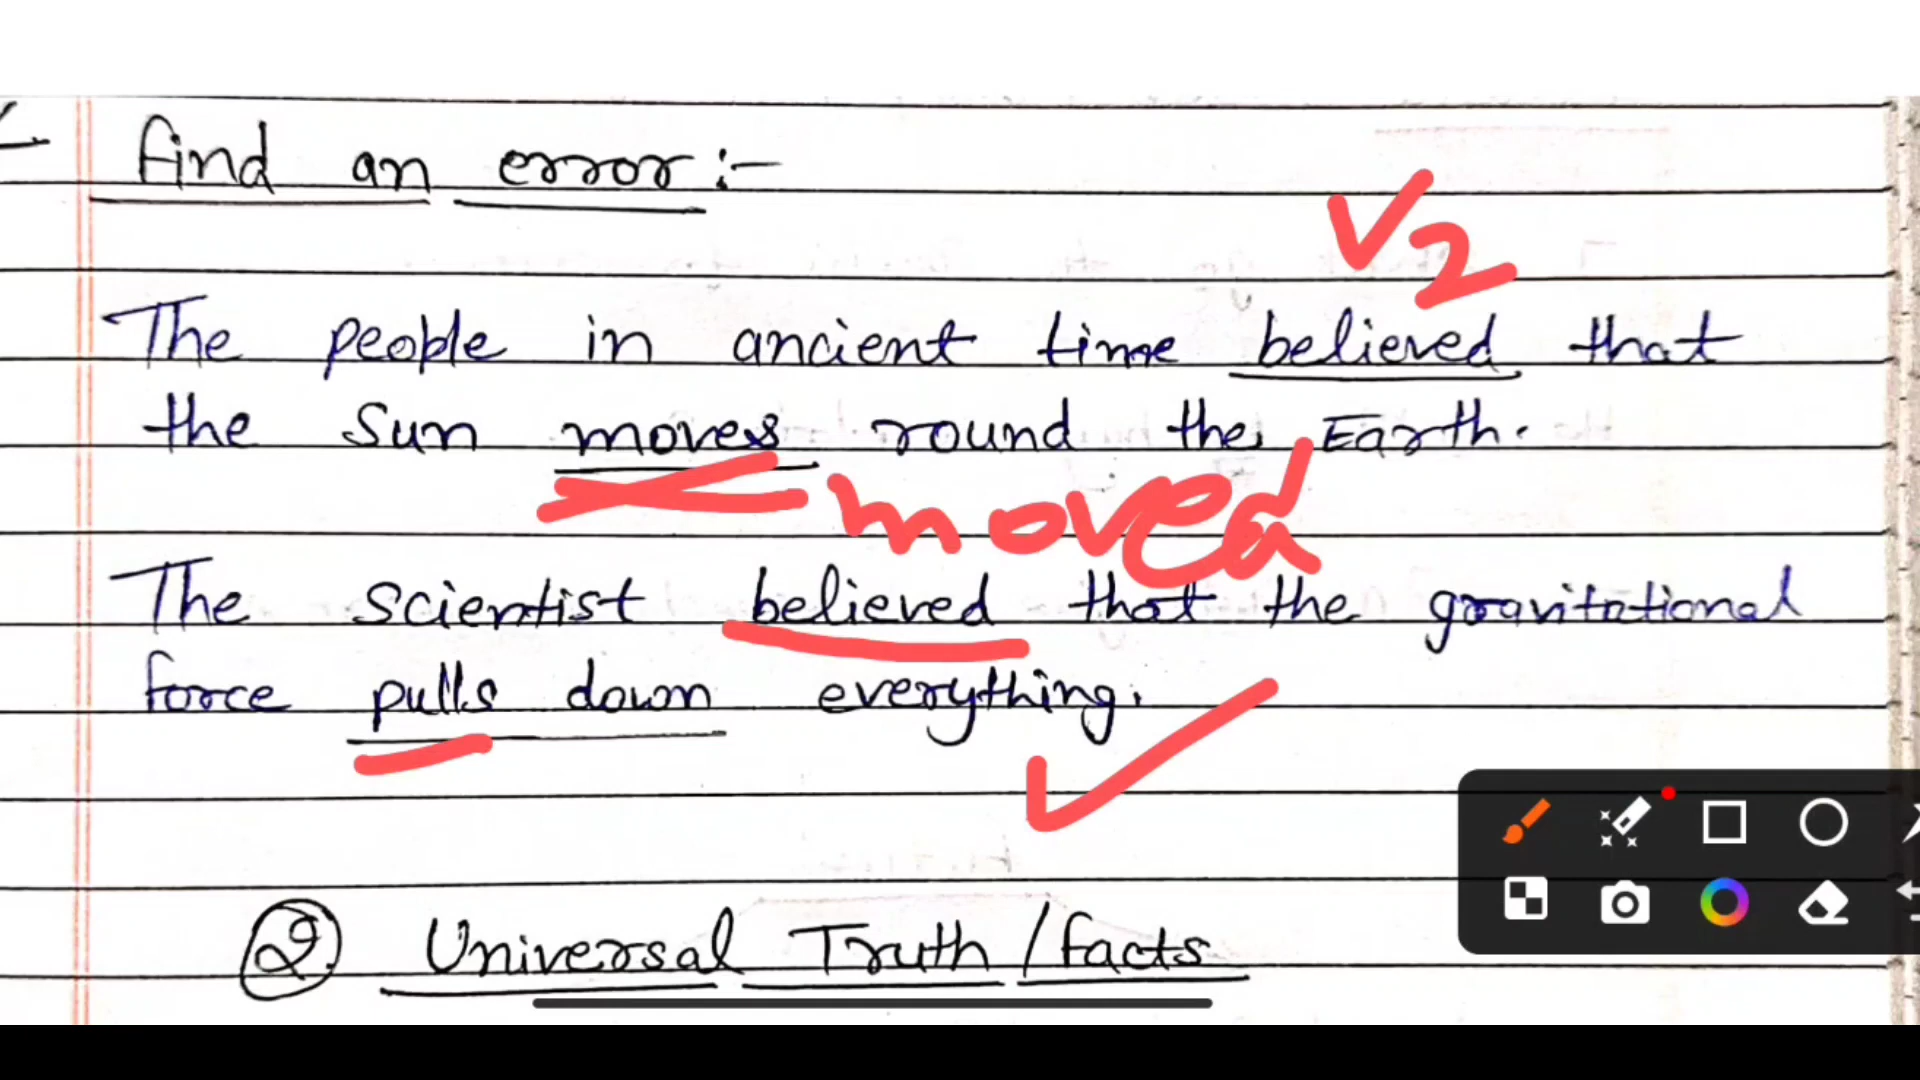 Find an error :-
V2
The people in ancient time believed that
the Sun moves round the Earth.
moved
The scientist believed that the gravitational
force pulls down everything.
2 Universal Truth / Facts